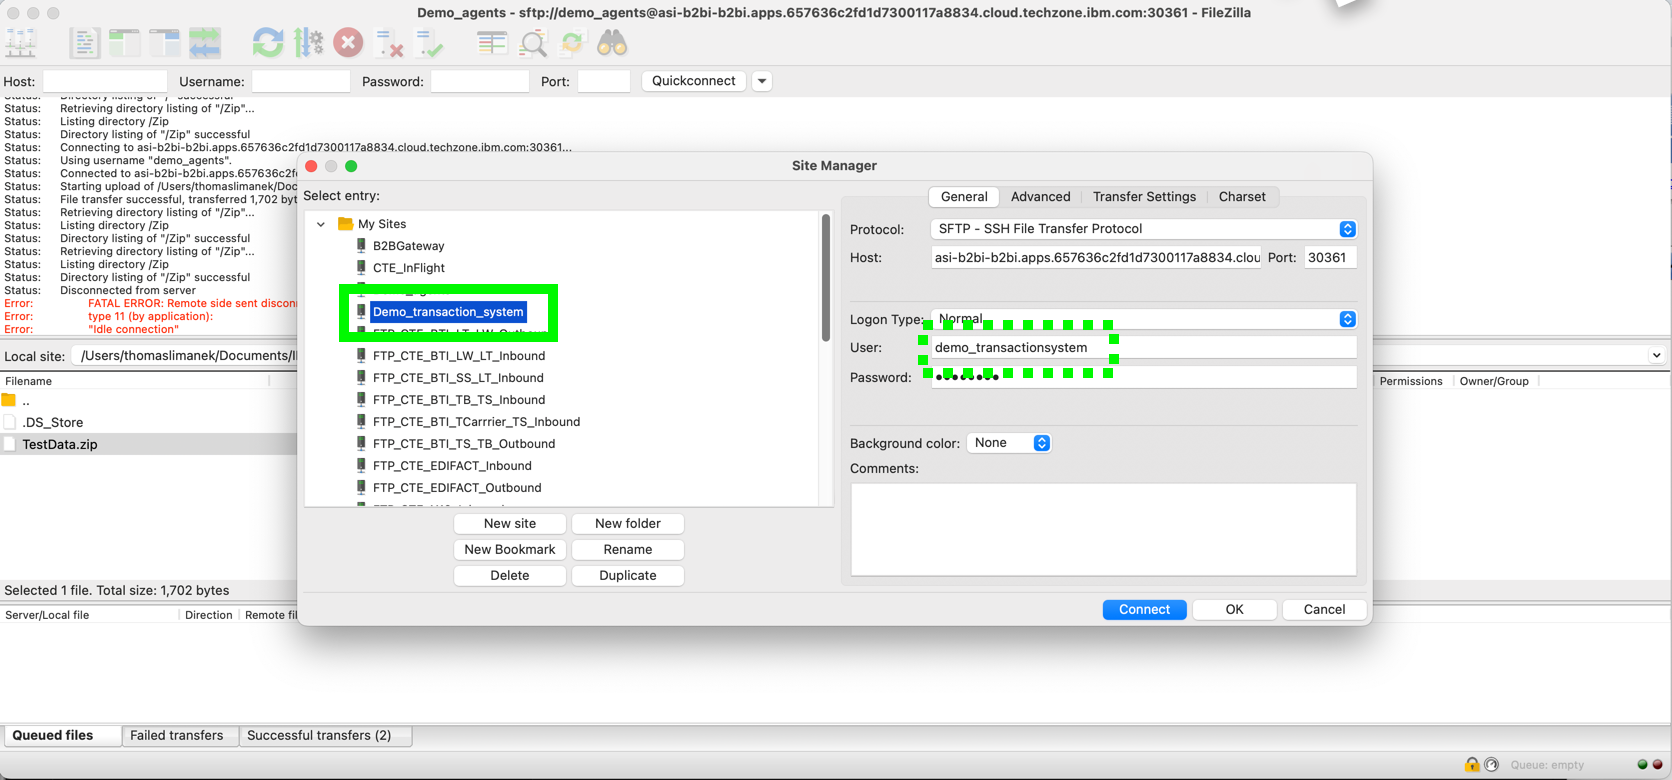 Demo_agents - sftp://demo_agents@asi-b2bi-b2bi.apps.657636c2fd1d7300117a8834.cloud.techzone.ibm.com:30361 - FileZilla
Host: Username: Password: Port: Quickconnect
Status: Directory listing of "/" successful
Status: Retrieving directory listing of "/Zip"...
Status: Listing directory /Zip
Status: Directory listing of "/Zip" successful
Status: Connecting to asi-b2bi-b2bi.apps.657636c2fd1d7300117a8834.cloud.techzone.ibm.com:30361...
Status: Using username "demo_agents".
Status: Connected to asi-b2bi-b2bi.apps.657636c2f
Status: Starting upload of /Users/thomaslimanek/Docu
Status: File transfer successful, transferred 1,702 byt
Status: Retrieving directory listing of "/Zip"...
Status: Listing directory /Zip
Status: Directory listing of "/Zip" successful
Status: Retrieving directory listing of "/Zip"...
Status: Listing directory /Zip
Status: Directory listing of "/Zip" successful
Status: Disconnected from server
Error: FATAL ERROR: Remote side sent disconn
Error: type 11 (by application):
Error: "Idle connection"
Local site: /Users/thomaslimanek/Documents/I
Filename
..
.DS_Store
TestData.zip
Selected 1 file. Total size: 1,702 bytes
Server/Local file Direction Remote fil
Permissions Owner/Group
Site Manager
Select entry:
My Sites
B2BGateway
CTE_InFlight
Demo_transaction_system
FTP_CTE_BTI_LT_LW_Outbound
FTP_CTE_BTI_LW_LT_Inbound
FTP_CTE_BTI_SS_LT_Inbound
FTP_CTE_BTI_TB_TS_Inbound
FTP_CTE_BTI_TCarrrier_TS_Inbound
FTP_CTE_BTI_TS_TB_Outbound
FTP_CTE_EDIFACT_Inbound
FTP_CTE_EDIFACT_Outbound
New site New folder
New Bookmark Rename
Delete Duplicate
General Advanced Transfer Settings Charset
Protocol: SFTP - SSH File Transfer Protocol
Host: asi-b2bi-b2bi.apps.657636c2fd1d7300117a8834.clou Port: 30361
Logon Type: Normal
User: demo_transactionsystem
Password: ••••••••
Background color: None
Comments:
Connect OK Cancel
Queued files Failed transfers Successful transfers (2)
Queue: empty